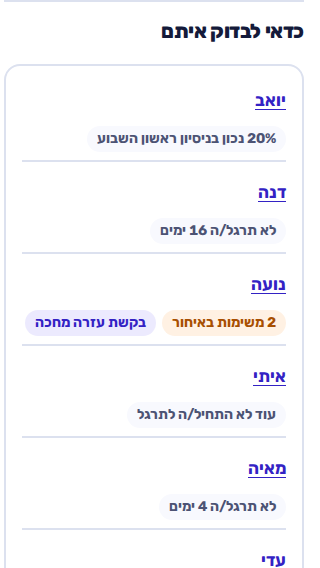 כדאי לבדוק איתם
יואב
20% נכון בניסיון ראשון השבוע
דנה
לא תרגל/ה 16 ימים
נועה
2 משימות באיחור בקשת עזרה מחכה
איתי
עוד לא התחיל/ה לתרגל
מאיה
לא תרגל/ה 4 ימים
עדי